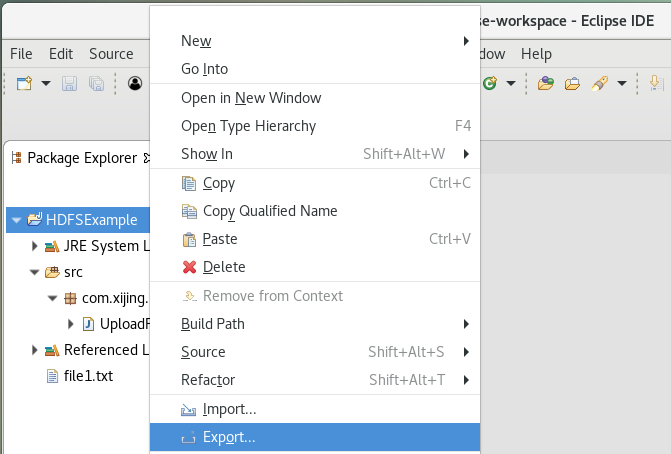 se-workspace - Eclipse IDE
File Edit Source
dow Help
Package Explorer
HDFSExample
JRE System L
src
com.xijing.
UploadF
Referenced L
file1.txt
New
Go Into
Open in New Window
Open Type Hierarchy F4
Show In Shift+Alt+W
Copy Ctrl+C
Copy Qualified Name
Paste Ctrl+V
Delete
Remove from Context
Build Path
Source Shift+Alt+S
Refactor Shift+Alt+T
Import...
Export...